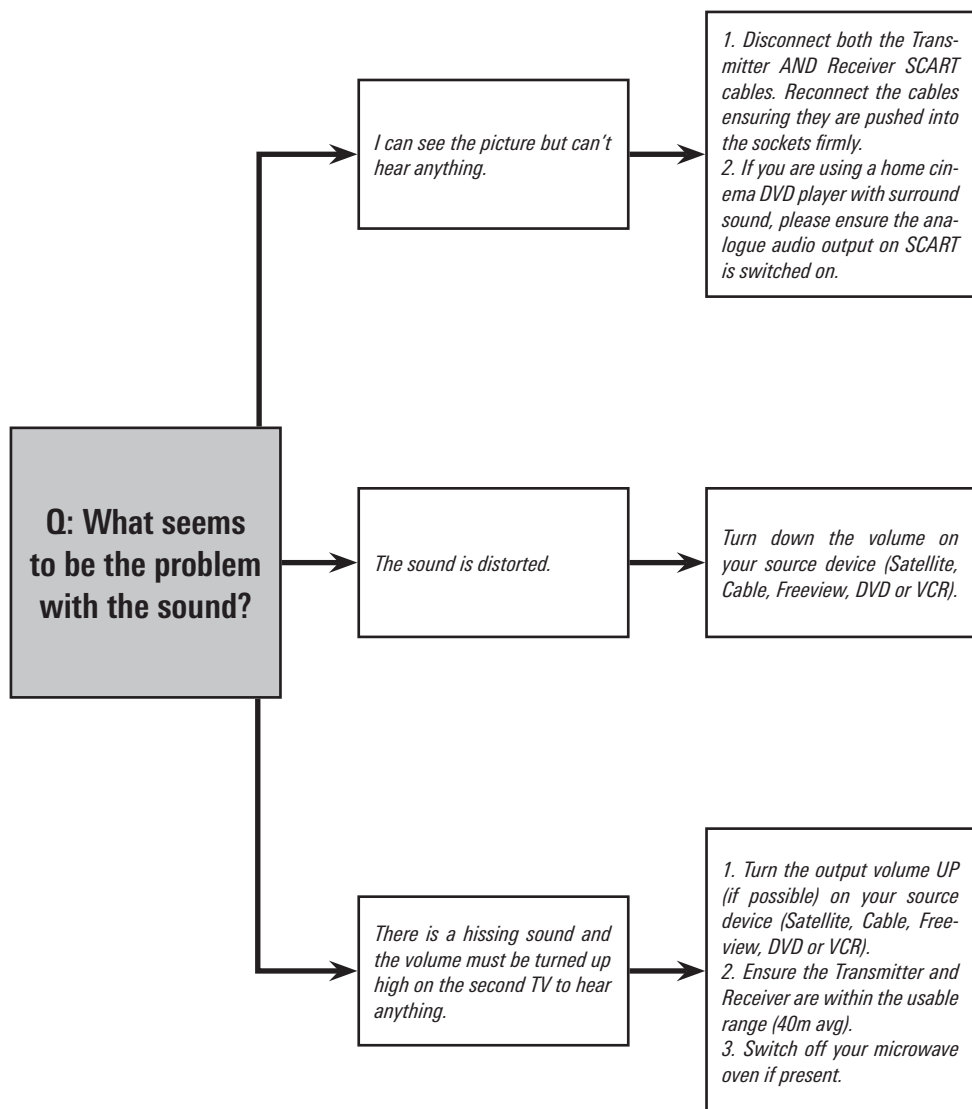 1. Disconnect both the Trans-
mitter AND Receiver SCART
cables. Reconnect the cables
ensuring they are pushed into
the sockets firmly.
2. If you are using a home cin-
ema DVD player with surround
sound, please ensure the ana-
logue audio output on SCART
is switched on.
I can see the picture but can't
hear anything.
Q: What seems
to be the problem
with the sound?
The sound is distorted.
Turn down the volume on
your source device (Satellite,
Cable, Freeview, DVD or VCR).
There is a hissing sound and
the volume must be turned up
high on the second TV to hear
anything.
1. Turn the output volume UP
(if possible) on your source
device (Satellite, Cable, Free-
view, DVD or VCR).
2. Ensure the Transmitter and
Receiver are within the usable
range (40m avg).
3. Switch off your microwave
oven if present.